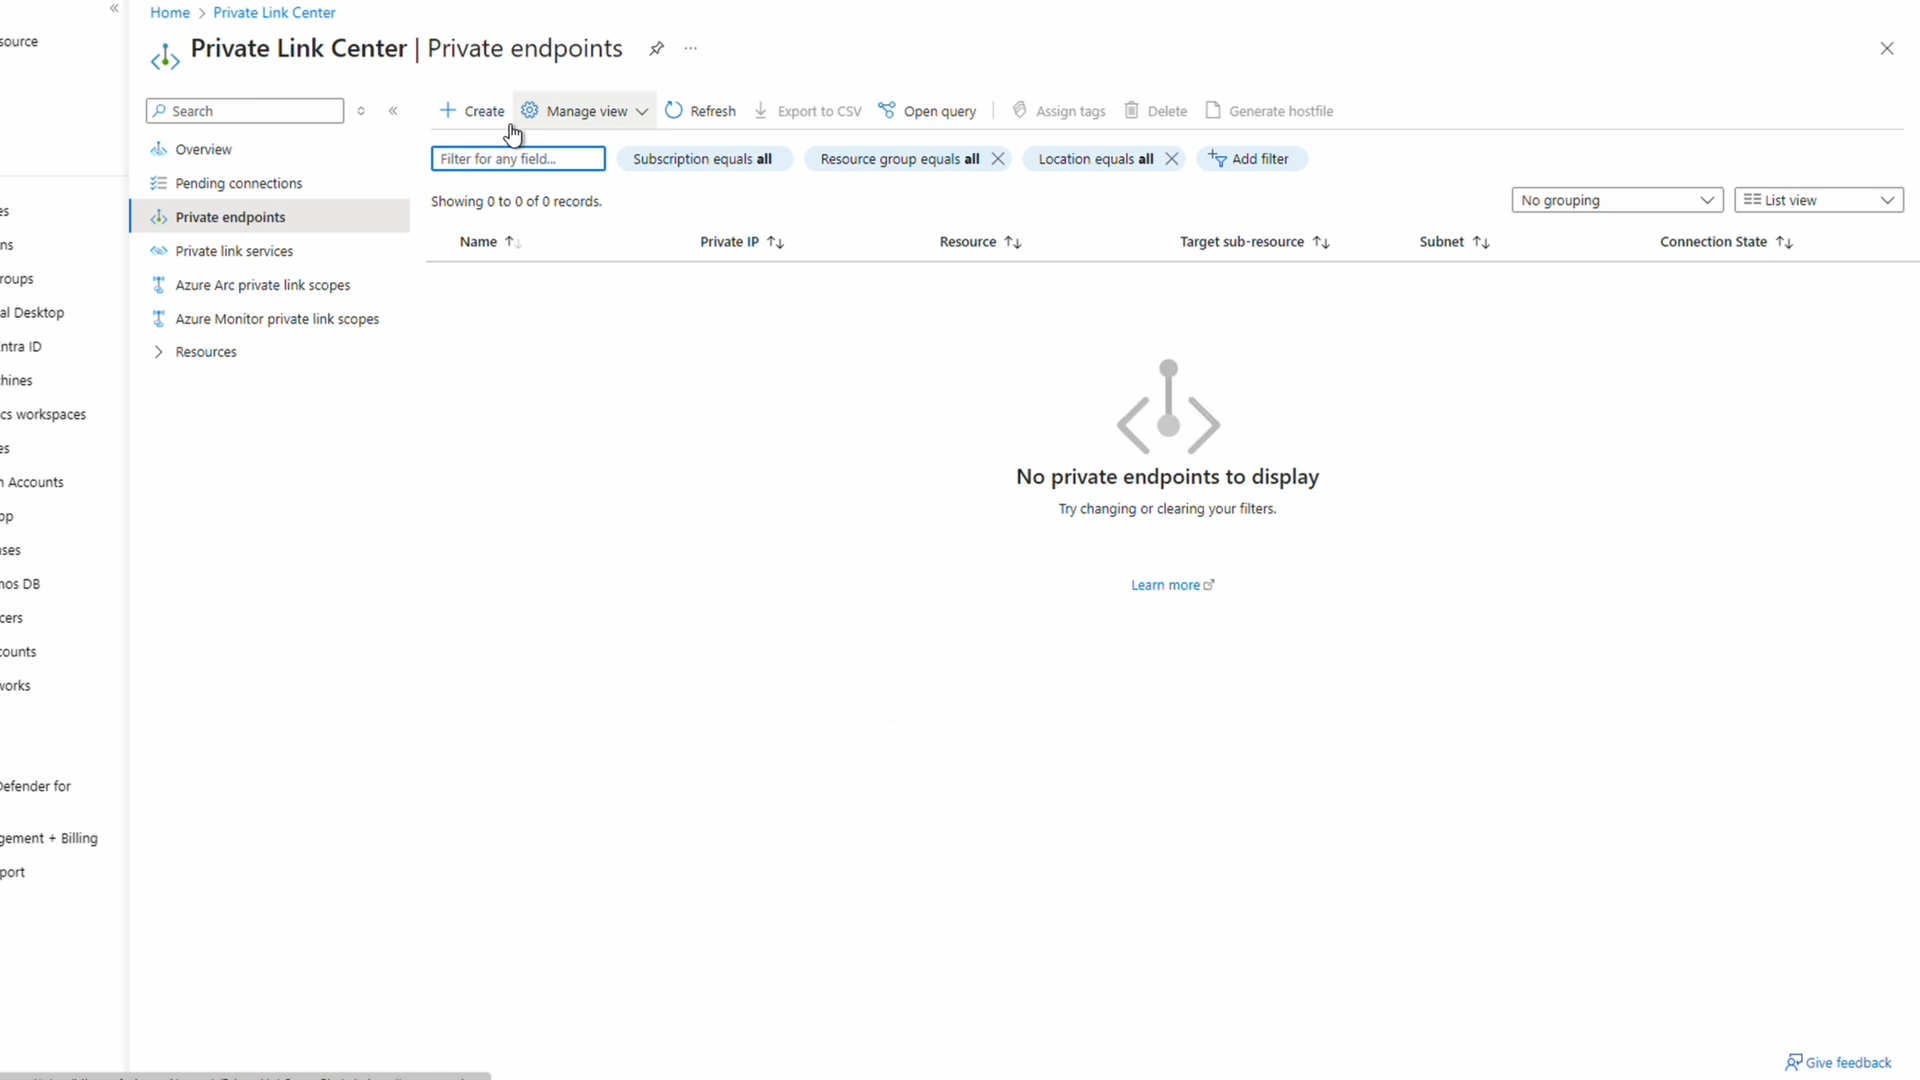 Home > Private Link Center
Private Link Center | Private endpoints
Search
Create
Manage view
Refresh
Export to CSV
Open query
Assign tags
Delete
Generate hostfile
Filter for any field...
Subscription equals all
Resource group equals all
Location equals all
Add filter
Showing 0 to 0 of 0 records.
No grouping
List view
Name
Private IP
Resource
Target sub-resource
Subnet
Connection State
Overview
Pending connections
Private endpoints
Private link services
Azure Arc private link scopes
Azure Monitor private link scopes
Resources
No private endpoints to display
Try changing or clearing your filters.
Learn more
source
es
ns
roups
al Desktop
ntra ID
hines
cs workspaces
es
Accounts
pp
ases
nos DB
cers
counts
works
Defender for
gement + Billing
port
Give feedback